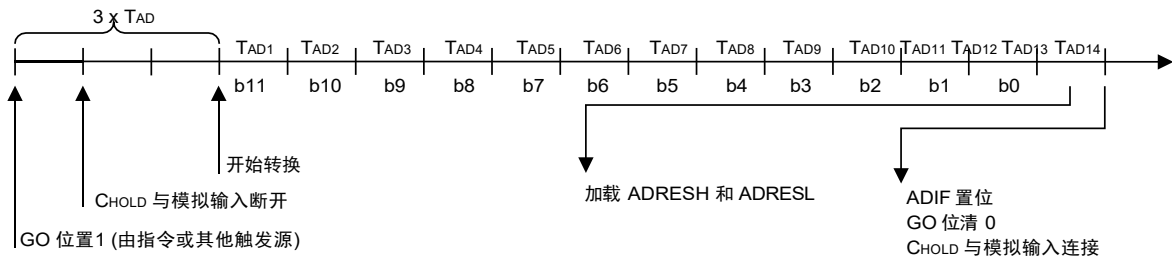 3 x TAD
TAD1 TAD2 TAD3 TAD4 TAD5 TAD6 TAD7 TAD8 TAD9 TAD10 TAD11 TAD12 TAD13 TAD14
b11 b10 b9 b8 b7 b6 b5 b4 b3 b2 b1 b0
开始转换
CHOLD 与模拟输入断开
GO 位置1 (由指令或其他触发源)
加载 ADRESH 和 ADRESL
ADIF 置位
GO 位清 0
CHOLD 与模拟输入连接